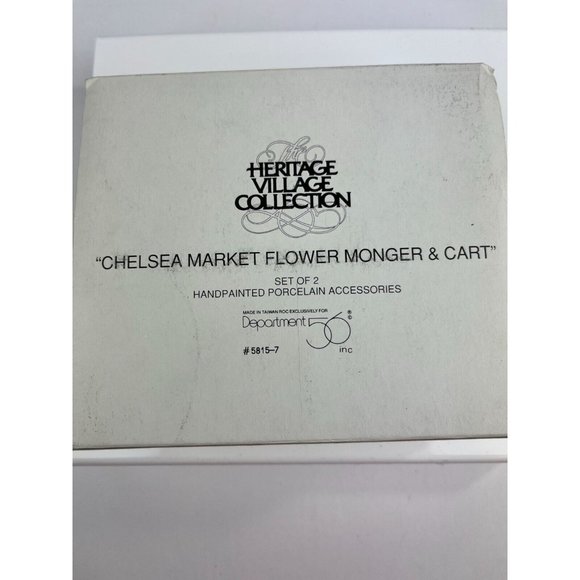 The
HERITAGE
VILLAGE
COLLECTION
"CHELSEA MARKET FLOWER MONGER & CART"
SET OF 2
HANDPAINTED PORCELAIN ACCESSORIES
MADE IN TAIWAN ROC EXCLUSIVELY FOR
Department 56 ® ©
#5815-7 inc